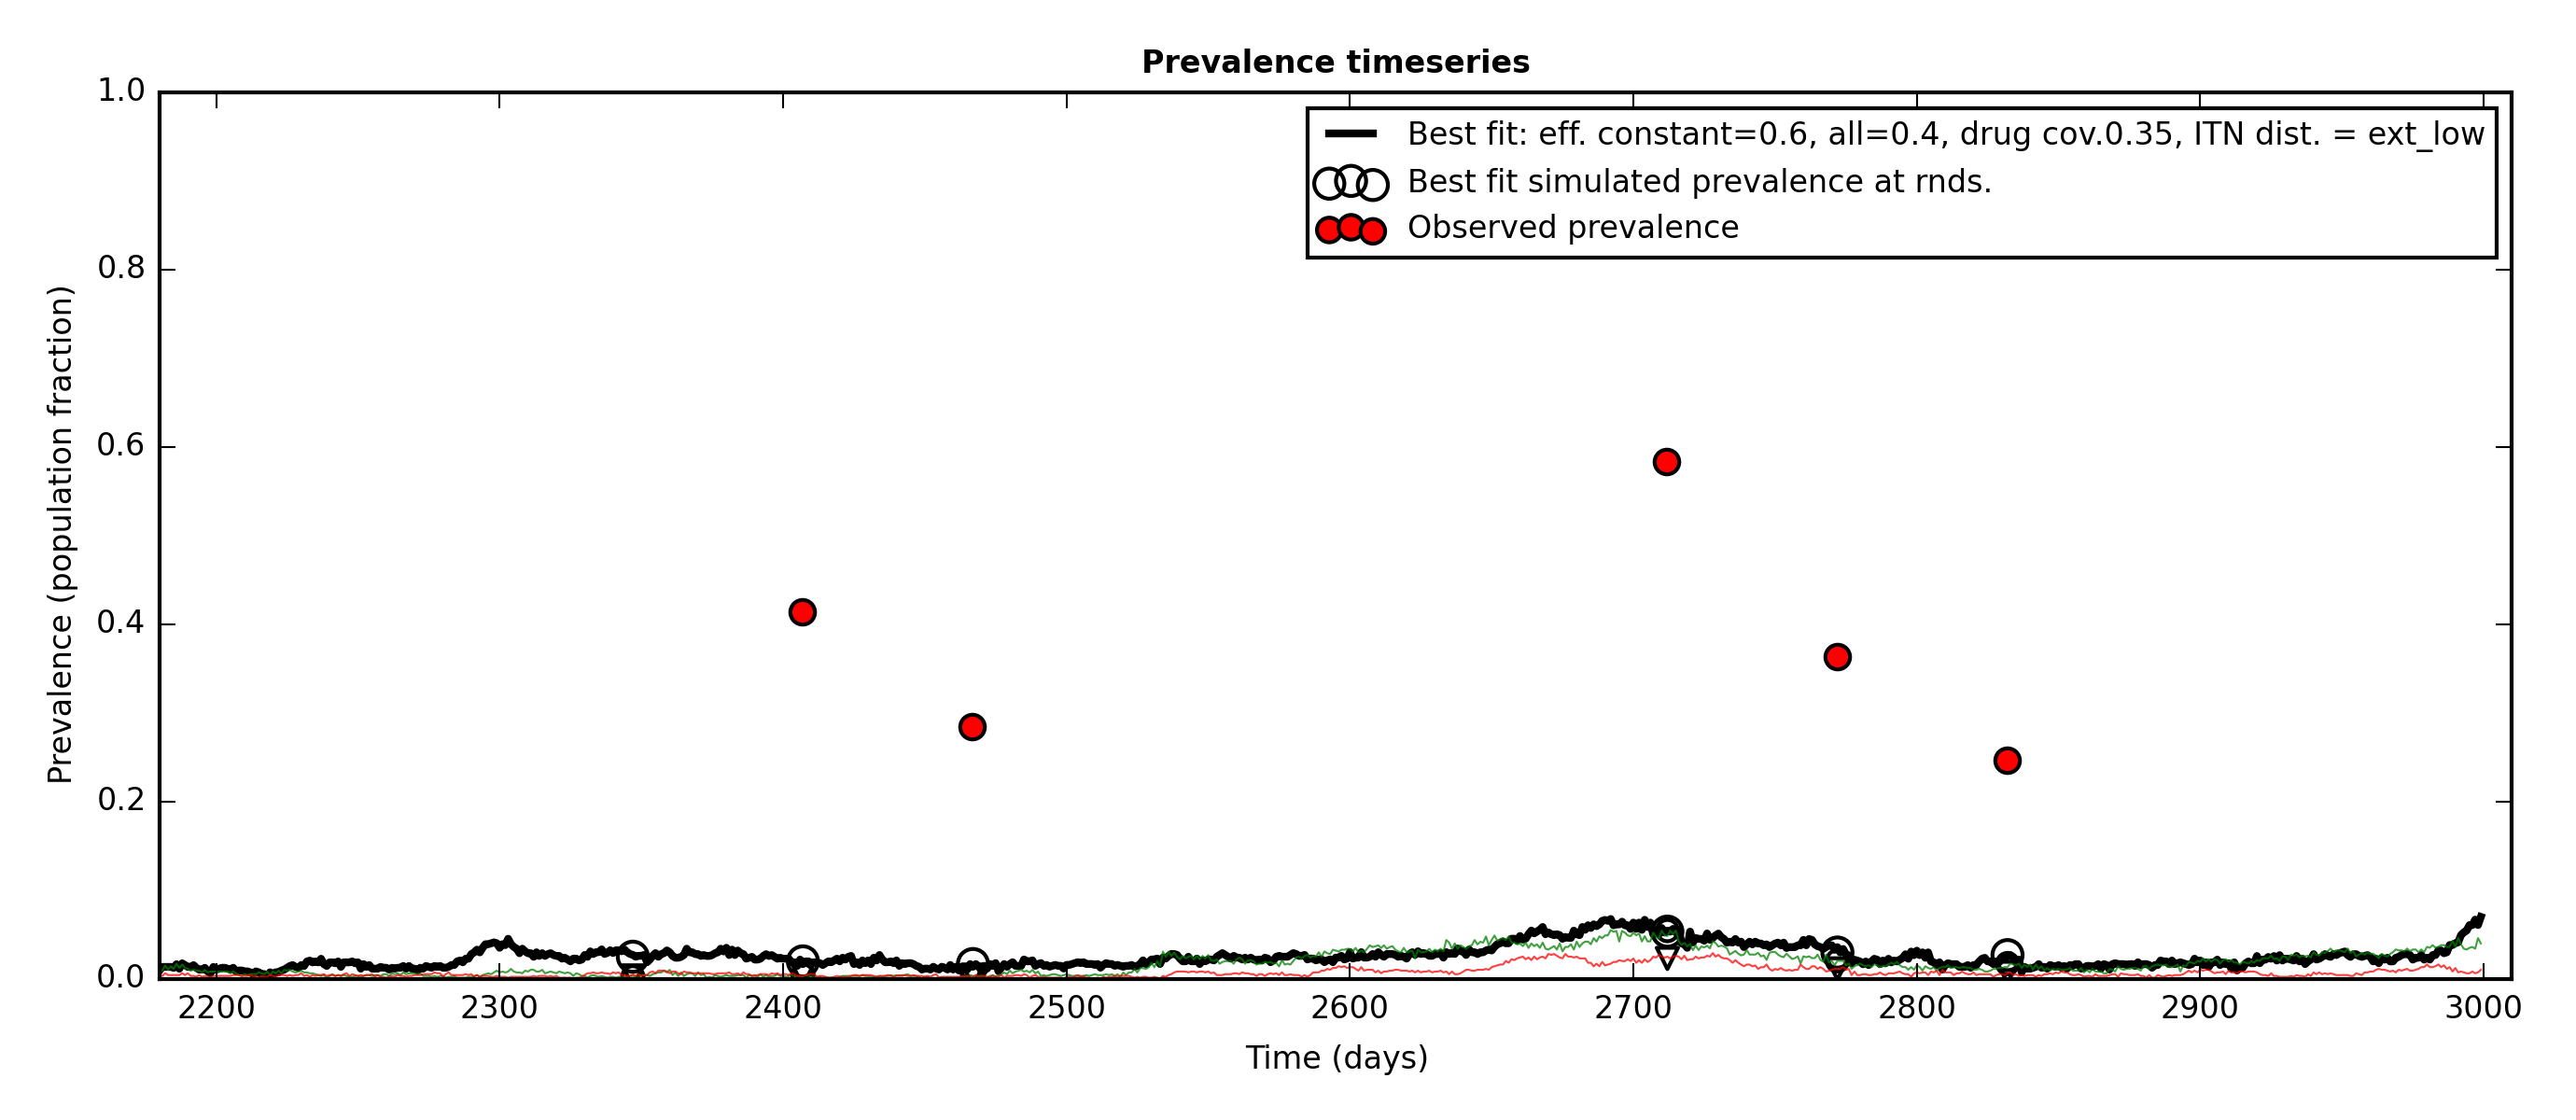 Prevalence timeseries
1.0
0.8
0.6
0.4
0.2
0.0
Prevalence (population fraction)
Best fit: eff. constant=0.6, all=0.4, drug cov.0.35, ITN dist. = ext_low
Best fit simulated prevalence at rnds.
Observed prevalence
2200 2300 2400 2500 2600 2700 2800 2900 3000
Time (days)